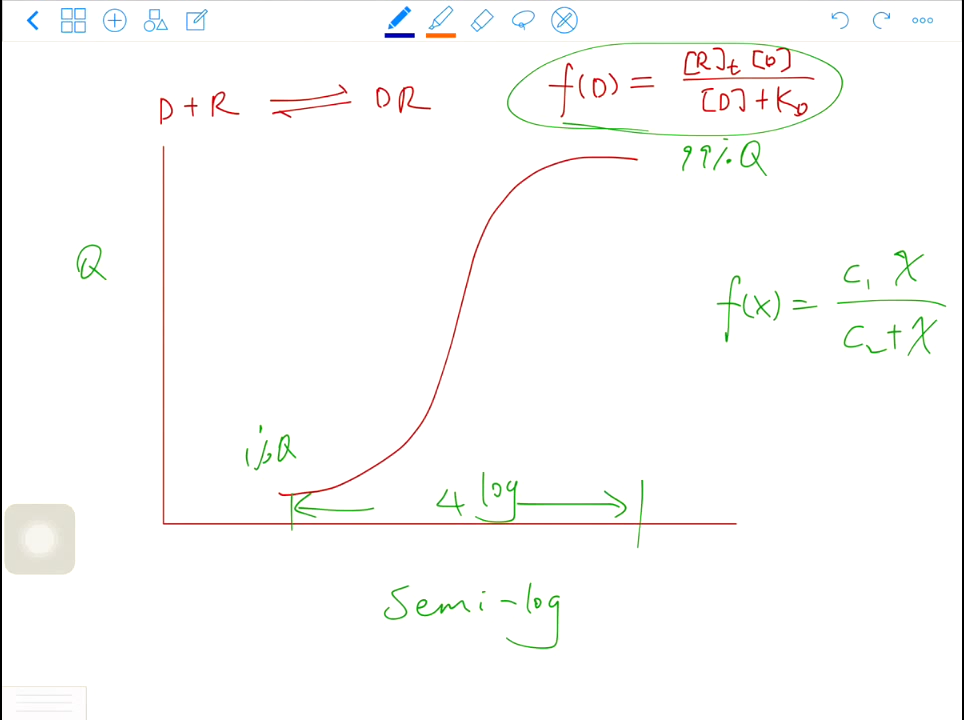 D + R ⇌ DR
f(D) = [R]t [D] / [D] + KD
99% Q
Q
f(x) = c1 x / c2 + x
1% Q
4 log
Semi-log